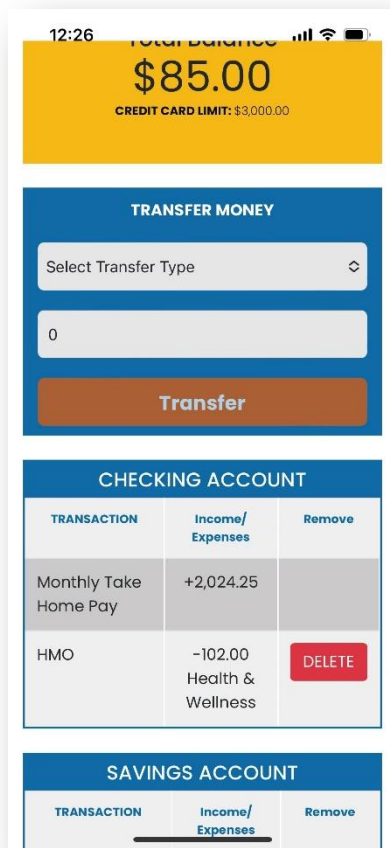 12:26
Total Balance
$85.00
CREDIT CARD LIMIT: $3,000.00
TRANSFER MONEY
Select Transfer Type
0
Transfer
CHECKING ACCOUNT
TRANSACTION Income/ Remove
Expenses
Monthly Take +2,024.25
Home Pay
HMO -102.00 DELETE
Health &
Wellness
SAVINGS ACCOUNT
TRANSACTION Income/ Remove
Expenses